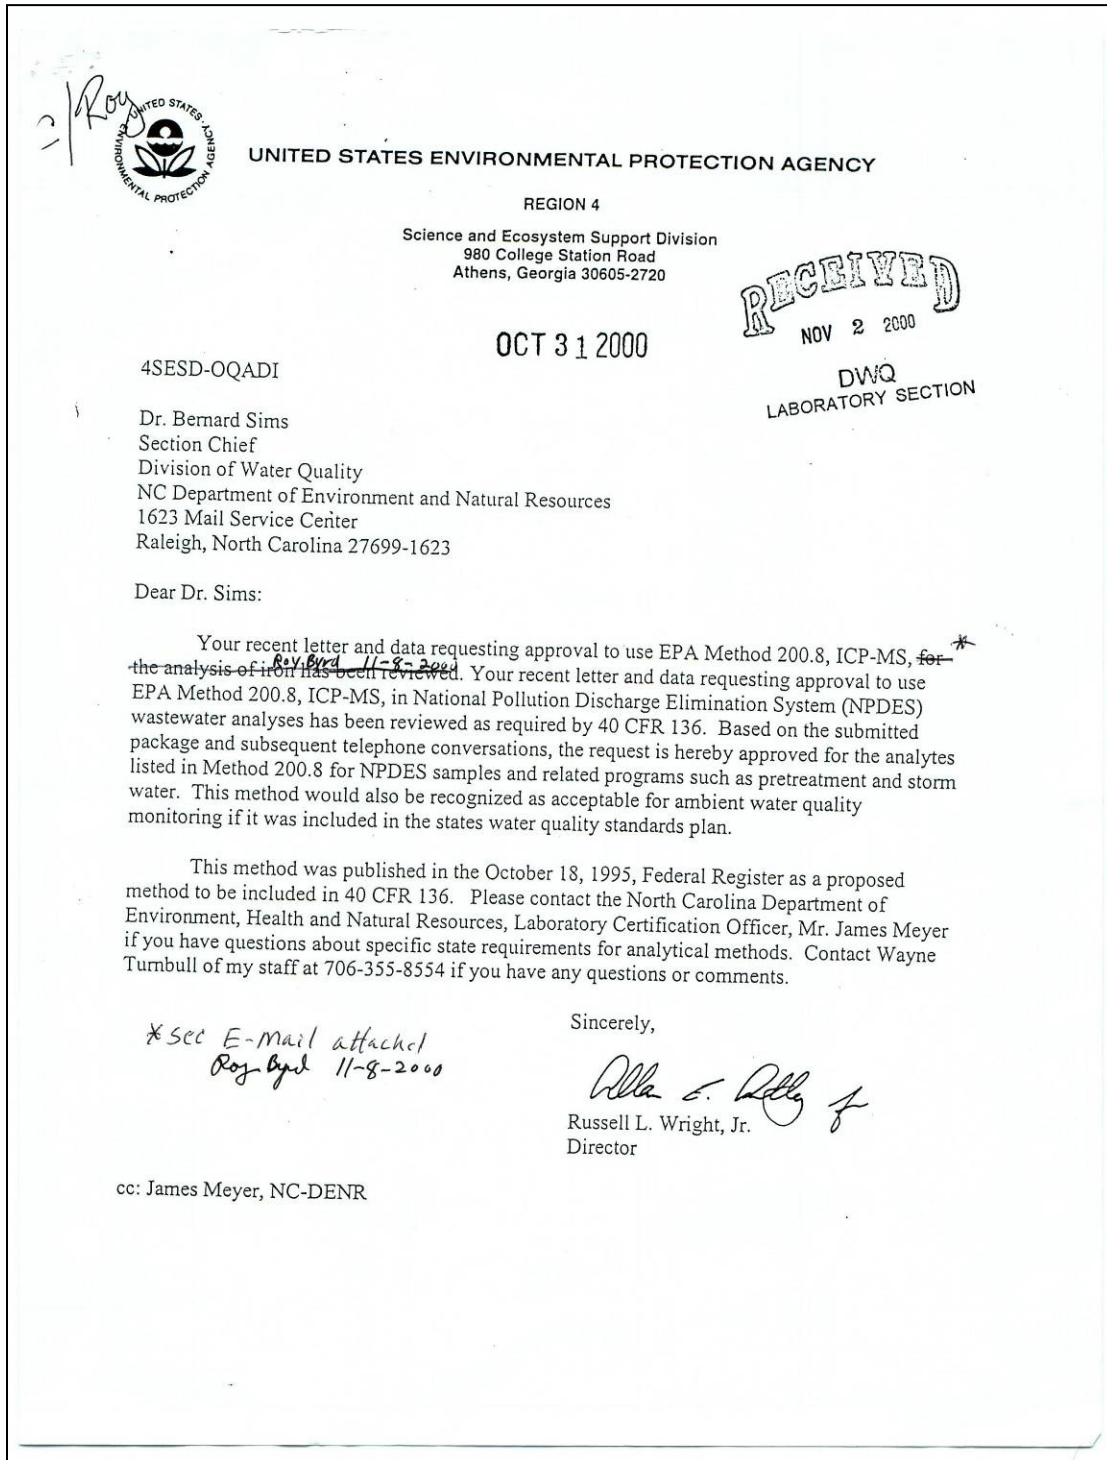 Roy
UNITED STATES
ENVIRONMENTAL PROTECTION AGENCY
UNITED STATES ENVIRONMENTAL PROTECTION AGENCY
REGION 4
Science and Ecosystem Support Division
980 College Station Road
Athens, Georgia 30605-2720
RECEIVED
NOV 2 2000
DWQ
LABORATORY SECTION
OCT 31 2000
4SESD-OQADI
Dr. Bernard Sims
Section Chief
Division of Water Quality
NC Department of Environment and Natural Resources
1623 Mail Service Center
Raleigh, North Carolina 27699-1623
Dear Dr. Sims:
Your recent letter and data requesting approval to use EPA Method 200.8, ICP-MS, for *
Roy Byrd 11-8-2000
the analysis of iron has been reviewed. Your recent letter and data requesting approval to use
EPA Method 200.8, ICP-MS, in National Pollution Discharge Elimination System (NPDES)
wastewater analyses has been reviewed as required by 40 CFR 136. Based on the submitted
package and subsequent telephone conversations, the request is hereby approved for the analytes
listed in Method 200.8 for NPDES samples and related programs such as pretreatment and storm
water. This method would also be recognized as acceptable for ambient water quality
monitoring if it was included in the states water quality standards plan.
This method was published in the October 18, 1995, Federal Register as a proposed
method to be included in 40 CFR 136. Please contact the North Carolina Department of
Environment, Health and Natural Resources, Laboratory Certification Officer, Mr. James Meyer
if you have questions about specific state requirements for analytical methods. Contact Wayne
Turnbull of my staff at 706-355-8554 if you have any questions or comments.
* See E-Mail attached
Roy Byrd 11-8-2000
Sincerely,
Russell L. Wright, Jr.
Director
cc: James Meyer, NC-DENR